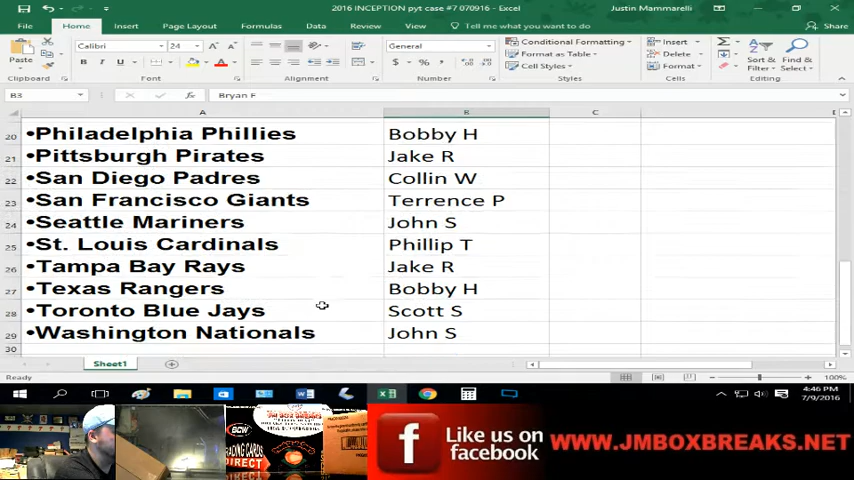 2016 INCEPTION pyt case #7 070916 - Excel
Justin Mammarelli
File Home Insert Page Layout Formulas Data Review View Tell me what you want to do Share
Paste
Calibri 24
General
Conditional Formatting
Format as Table
Cell Styles
Insert
Delete
Format
Sort & Filter
Find & Select
Clipboard Font Alignment Number Styles Cells Editing
B3 Bryan F
A B C
20 •Philadelphia Phillies Bobby H
21 •Pittsburgh Pirates Jake R
22 •San Diego Padres Collin W
23 •San Francisco Giants Terrence P
24 •Seattle Mariners John S
25 •St. Louis Cardinals Phillip T
26 •Tampa Bay Rays Jake R
27 •Texas Rangers Bobby H
28 •Toronto Blue Jays Scott S
29 •Washington Nationals John S
30
Sheet1
Ready
100%
4:46 PM
7/9/2016
BCW
TRADING CARDS
DIRECT
Like us on
facebook
WWW.JMBOXBREAKS.NET